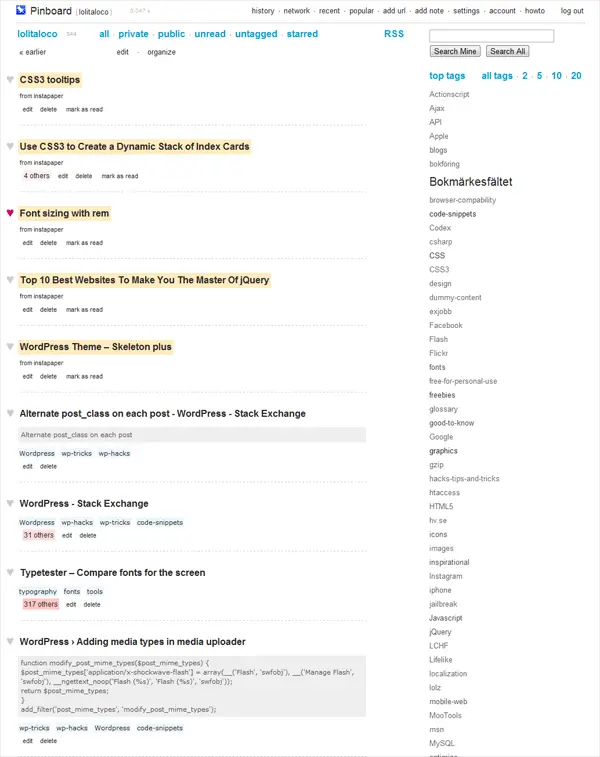 Pinboard [lolitaloco] 0.047 s
history · network · recent · popular · add url · add note · settings · account · howto log out
lolitaloco 344 all · private · public · unread · untagged · starred RSS
« earlier edit · organize
Search Mine Search All
CSS3 tooltips
from instapaper
edit delete mark as read
Use CSS3 to Create a Dynamic Stack of Index Cards
from instapaper
4 others edit delete mark as read
Font sizing with rem
from instapaper
edit delete mark as read
Top 10 Best Websites To Make You The Master Of jQuery
from instapaper
edit delete mark as read
WordPress Theme – Skeleton plus
from instapaper
edit delete mark as read
Alternate post_class on each post - WordPress - Stack Exchange
Alternate post_class on each post
Wordpress wp-tricks wp-hacks
edit delete
WordPress - Stack Exchange
Wordpress wp-hacks wp-tricks code-snippets
31 others edit delete
Typetester – Compare fonts for the screen
typography fonts tools
317 others edit delete
WordPress › Adding media types in media uploader
function modify_post_mime_types($post_mime_types) {
$post_mime_types['application/x-shockwave-flash'] = array(__('Flash', 'swfobj'), __('Manage Flash',
'swfobj'), __ngettext_noop('Flash (%s)', 'Flash (%s)', 'swfobj'));
return $post_mime_types;
}
add_filter('post_mime_types', 'modify_post_mime_types');
wp-tricks wp-hacks Wordpress code-snippets
edit delete
top tags all tags · 2 · 5 · 10 · 20
Actionscript
Ajax
API
Apple
blogs
bokföring
Bokmärkesfältet
browser-compability
code-snippets
Codex
csharp
CSS
CSS3
design
dummy-content
exjobb
Facebook
Flash
Flickr
fonts
free-for-personal-use
freebies
glossary
good-to-know
Google
graphics
gzip
hacks-tips-and-tricks
htaccess
HTML5
hv.se
icons
images
inspirational
Instagram
iphone
jailbreak
Javascript
jQuery
LCHF
Lifelike
localization
lolz
mobile-web
MooTools
msn
MySQL